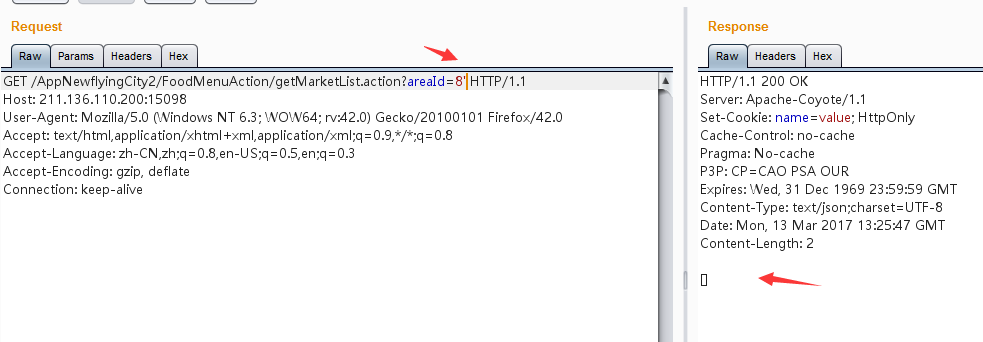 Request
Raw Params Headers Hex
GET /AppNewflyingCity2/FoodMenuAction/getMarketList.action?areaId=8' HTTP/1.1
Host: 211.136.110.200:15098
User-Agent: Mozilla/5.0 (Windows NT 6.3; WOW64; rv:42.0) Gecko/20100101 Firefox/42.0
Accept: text/html,application/xhtml+xml,application/xml;q=0.9,*/*;q=0.8
Accept-Language: zh-CN,zh;q=0.8,en-US;q=0.5,en;q=0.3
Accept-Encoding: gzip, deflate
Connection: keep-alive
Response
Raw Headers Hex
HTTP/1.1 200 OK
Server: Apache-Coyote/1.1
Set-Cookie: name=value; HttpOnly
Cache-Control: no-cache
Pragma: No-cache
P3P: CP=CAO PSA OUR
Expires: Wed, 31 Dec 1969 23:59:59 GMT
Content-Type: text/json;charset=UTF-8
Date: Mon, 13 Mar 2017 13:25:47 GMT
Content-Length: 2
[]